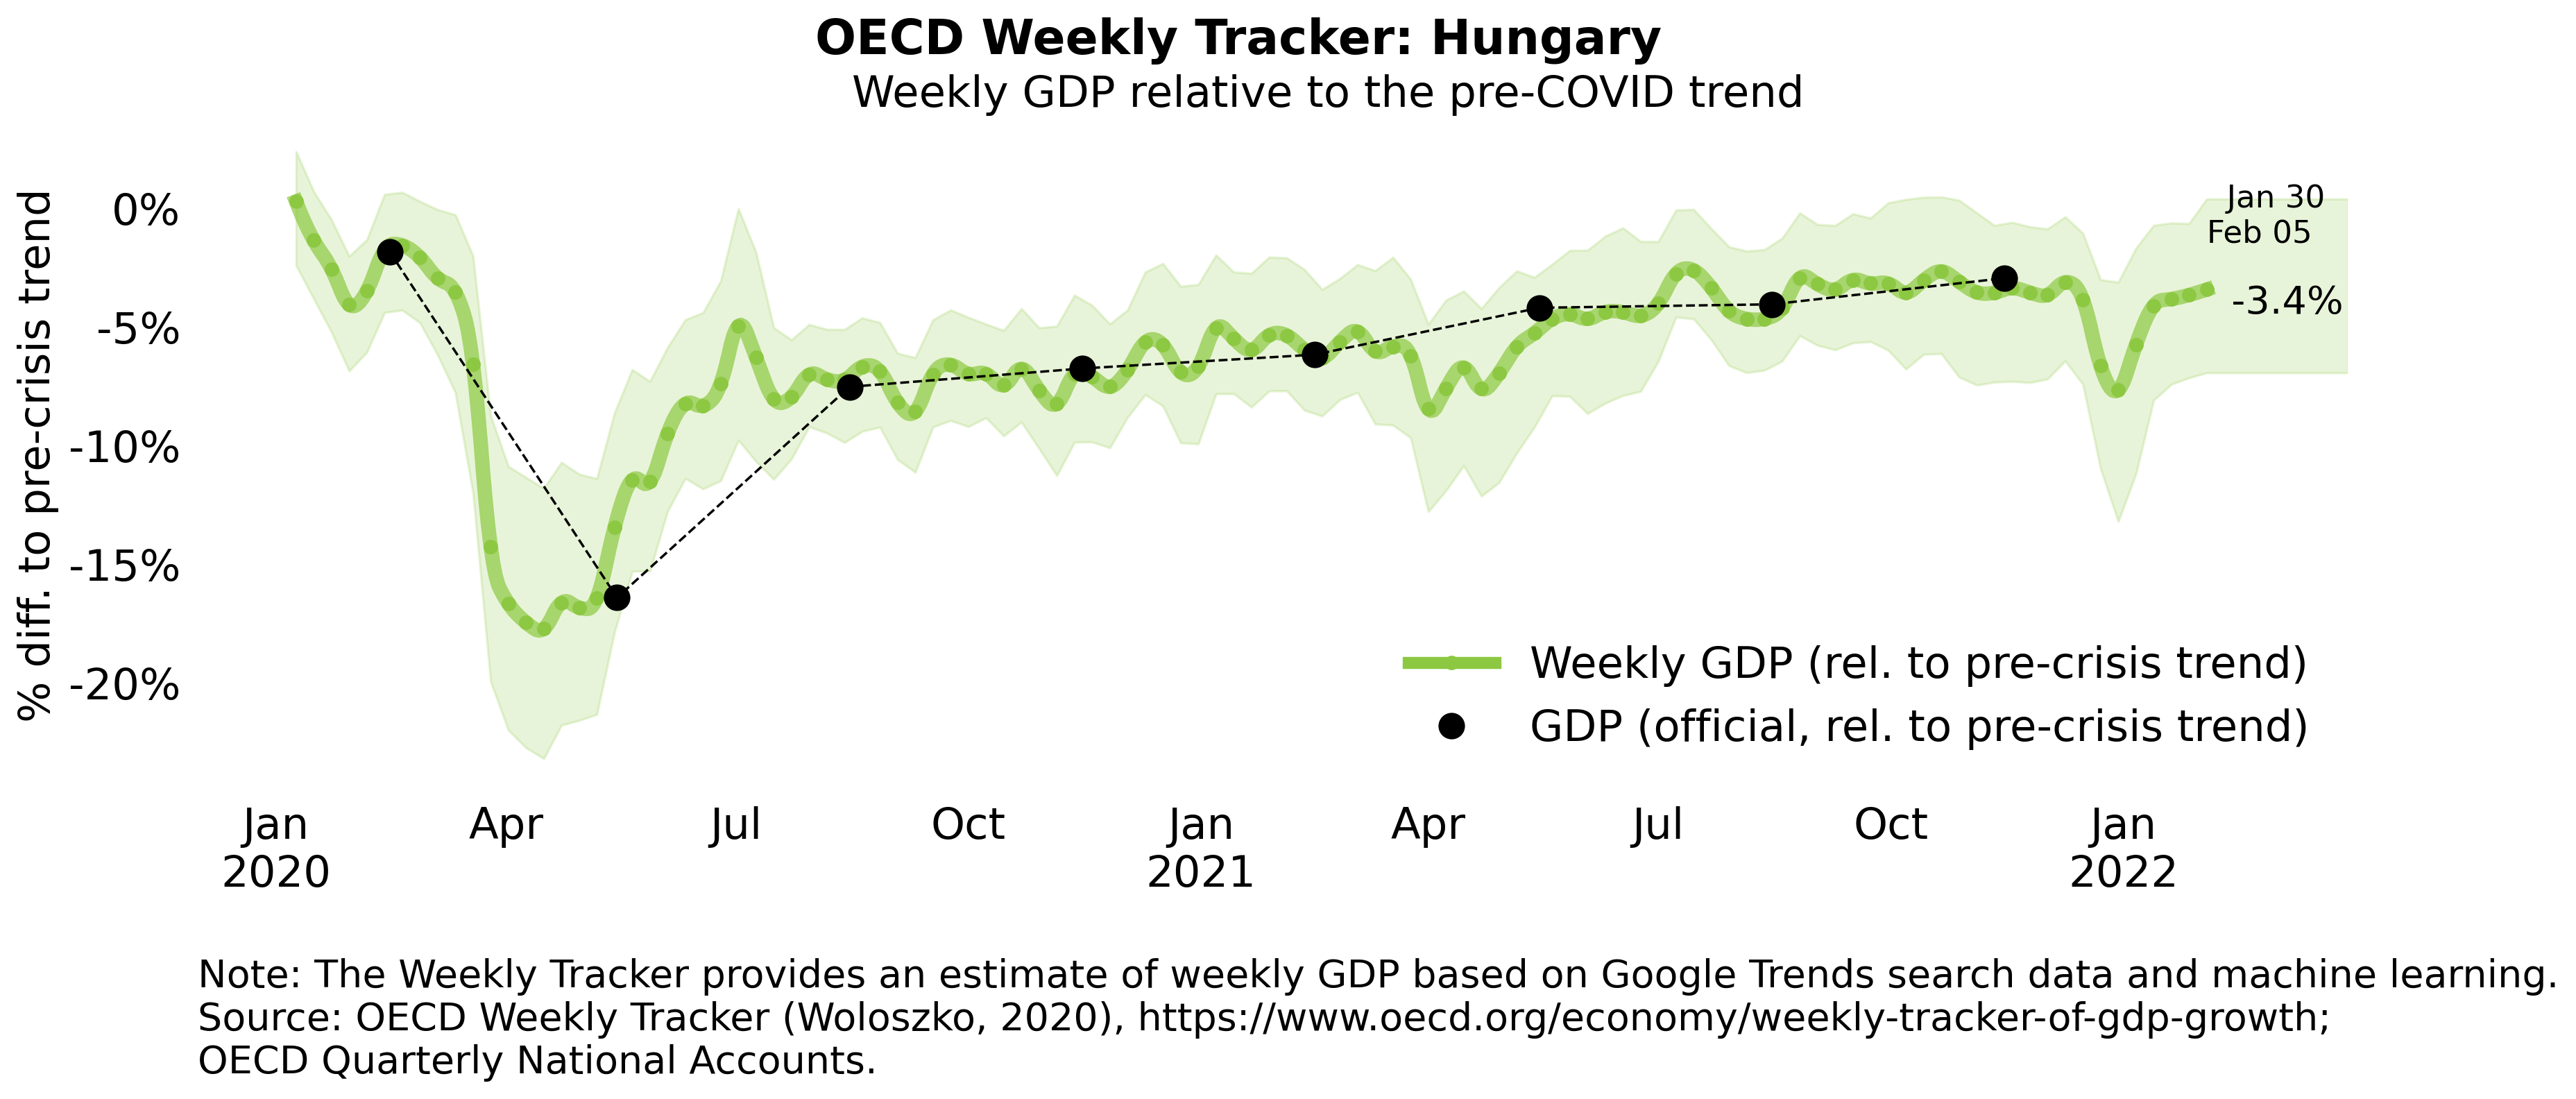 OECD Weekly Tracker: Hungary
Weekly GDP relative to the pre-COVID trend
% diff. to pre-crisis trend
0%
-5%
-10%
-15%
-20%
Jan 30
Feb 05
-3.4%
Weekly GDP (rel. to pre-crisis trend)
GDP (official, rel. to pre-crisis trend)
Jan Apr Jul Oct Jan Apr Jul Oct Jan
2020 2021 2022
Note: The Weekly Tracker provides an estimate of weekly GDP based on Google Trends search data and machine learning.
Source: OECD Weekly Tracker (Woloszko, 2020), https://www.oecd.org/economy/weekly-tracker-of-gdp-growth;
OECD Quarterly National Accounts.